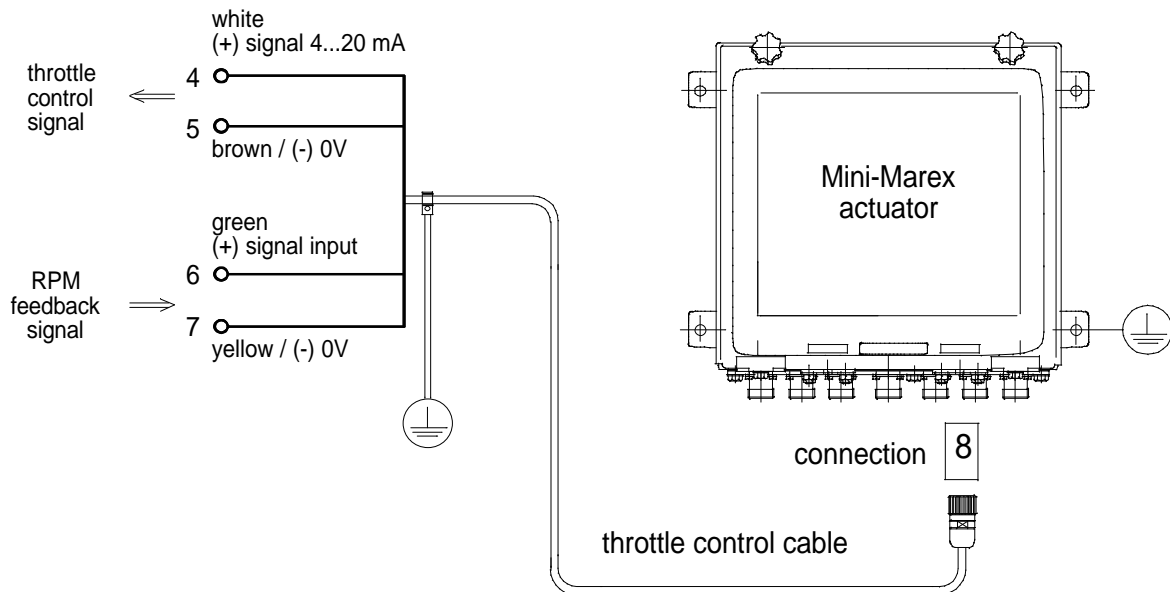 white
(+) signal 4...20 mA
throttle
control
signal
4
5
brown / (-) 0V
green
(+) signal input
RPM
feedback
signal
6
7
yellow / (-) 0V
Mini-Marex
actuator
connection 8
throttle control cable